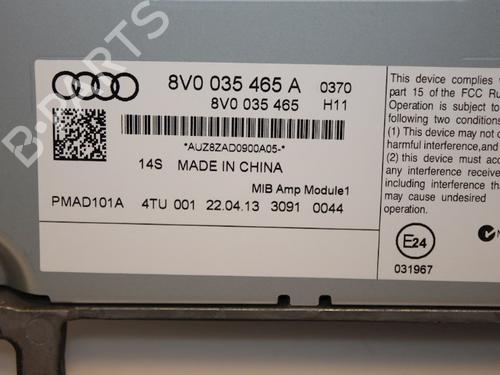 8V0 035 465 A 0370
8V0 035 465 H11
*AUZ8ZAD0900A05-*
14S MADE IN CHINA
MIB Amp Module1
PMAD101A 4TU 001 22.04.13 3091 0044
This device complies
part 15 of the FCC Ru
Operation is subject to
following two conditions
(1) This device may not
harmful interference,and
(2) this device must acc
any interference receive
including interference tha
may cause undesired
operation.
E24
031967
B-PARTS